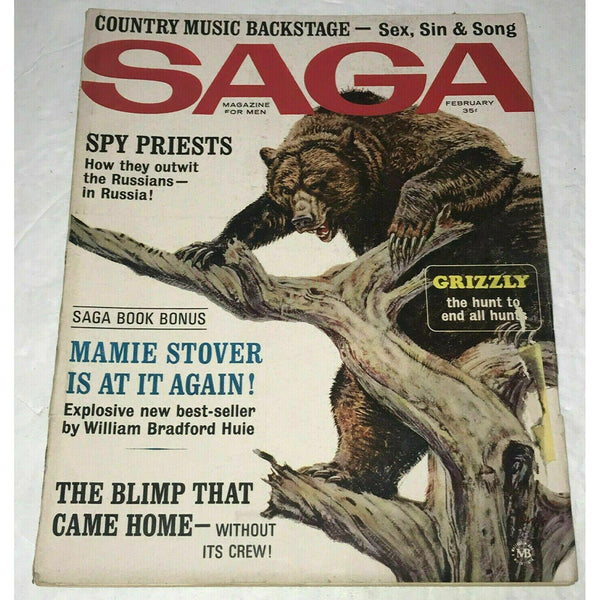 COUNTRY MUSIC BACKSTAGE — Sex, Sin & Song
SAGA
MAGAZINE
FOR MEN
FEBRUARY
35¢
SPY PRIESTS
How they outwit
the Russians—
in Russia!
GRIZZLY
the hunt to
end all hunts
SAGA BOOK BONUS
MAMIE STOVER
IS AT IT AGAIN!
Explosive new best-seller
by William Bradford Huie
THE BLIMP THAT
CAME HOME— WITHOUT
ITS CREW!
MB